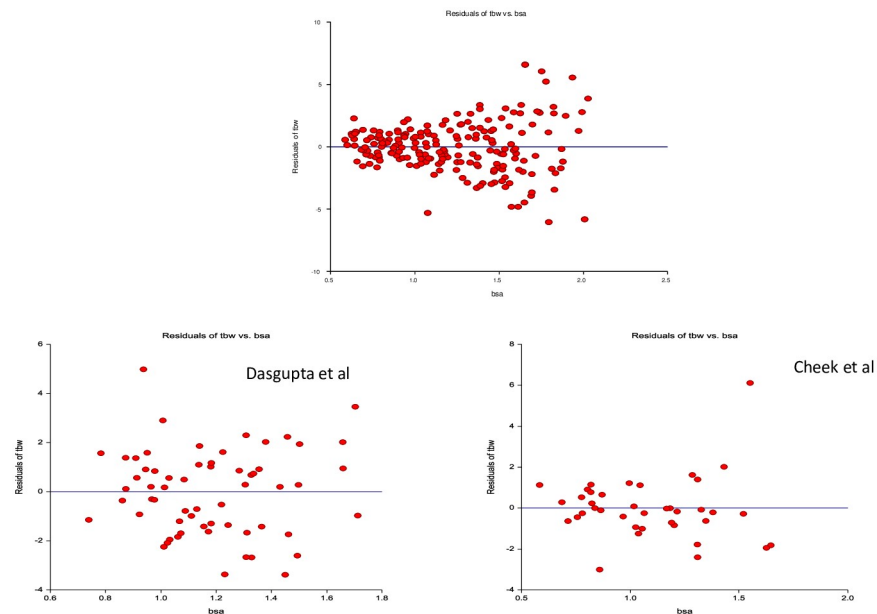 Residuals of tbw vs. bsa
10
5
0
-5
-10
Residuals of tbw
0.5 1.0 1.5 2.0 2.5
bsa
Residuals of tbw vs. bsa
Dasgupta et al
6
4
2
0
-2
-4
Residuals of tbw
0.6 0.8 1.0 1.2 1.4 1.6 1.8
bsa
Residuals of tbw vs. bsa
Cheek et al
8
6
4
2
0
-2
-4
Residuals of tbw
0.5 1.0 1.5 2.0
bsa